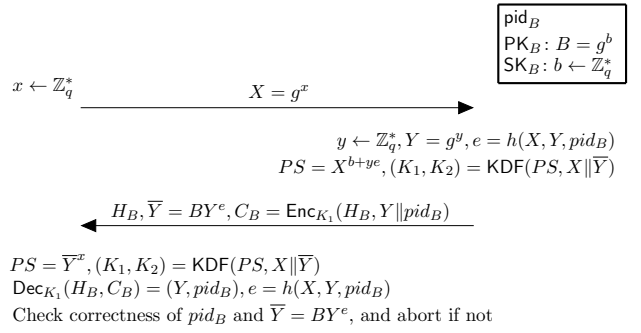 pid_B
PK_B: B = g^b
SK_B: b ← ℤ_q^*
x ← ℤ_q^*
X = g^x
y ← ℤ_q^*, Y = g^y, e = h(X, Y, pid_B)
PS = X^{b+ye}, (K_1, K_2) = KDF(PS, X‖Y̅)
H_B, Y̅ = BY^e, C_B = Enc_{K_1}(H_B, Y‖pid_B)
PS = Y̅^x, (K_1, K_2) = KDF(PS, X‖Y̅)
Dec_{K_1}(H_B, C_B) = (Y, pid_B), e = h(X, Y, pid_B)
Check correctness of pid_B and Y̅ = BY^e, and abort if not